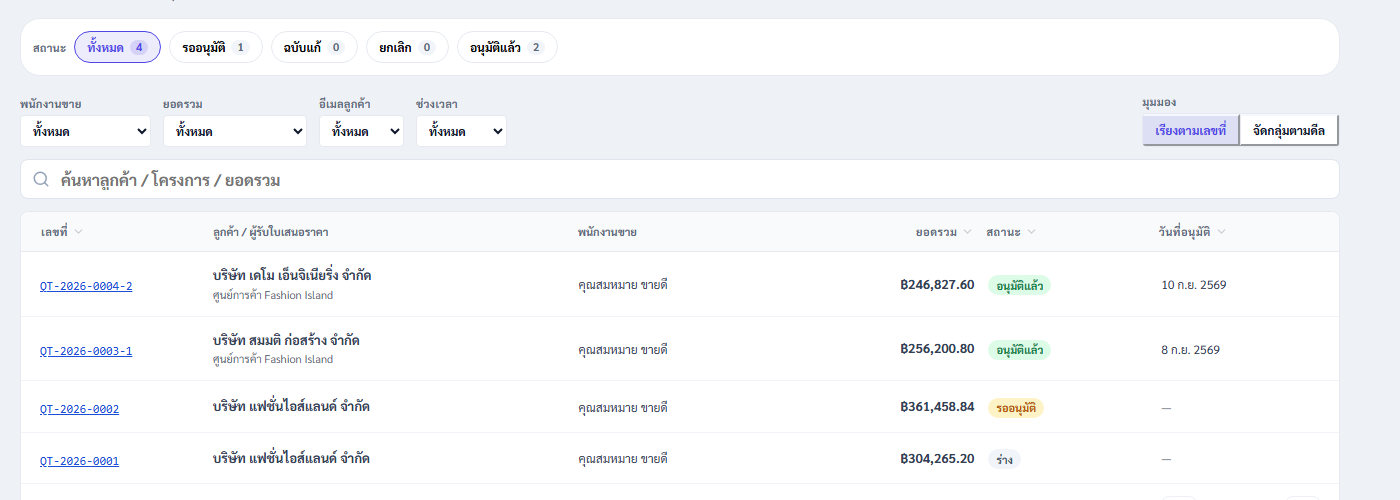 สถานะ ทั้งหมด 4 รออนุมัติ 1 ฉบับแก้ 0 ยกเลิก 0 อนุมัติแล้ว 2
พนักงานขาย ยอดรวม อีเมลลูกค้า ช่วงเวลา มุมมอง
ทั้งหมด ทั้งหมด ทั้งหมด ทั้งหมด เรียงตามเลขที่ จัดกลุ่มตามดีล
ค้นหาลูกค้า / โครงการ / ยอดรวม
เลขที่ ลูกค้า / ผู้รับใบเสนอราคา พนักงานขาย ยอดรวม สถานะ วันที่อนุมัติ
QT-2026-0004-2 บริษัท เดโม เอ็นจิเนียริ่ง จำกัด คุณสมหมาย ขายดี ฿246,827.60 อนุมัติแล้ว 10 ก.ย. 2569
ศูนย์การค้า Fashion Island
QT-2026-0003-1 บริษัท สมมติ ก่อสร้าง จำกัด คุณสมหมาย ขายดี ฿256,200.80 อนุมัติแล้ว 8 ก.ย. 2569
ศูนย์การค้า Fashion Island
QT-2026-0002 บริษัท แฟชั่นไอส์แลนด์ จำกัด คุณสมหมาย ขายดี ฿361,458.84 รออนุมัติ —
QT-2026-0001 บริษัท แฟชั่นไอส์แลนด์ จำกัด คุณสมหมาย ขายดี ฿304,265.20 ร่าง —